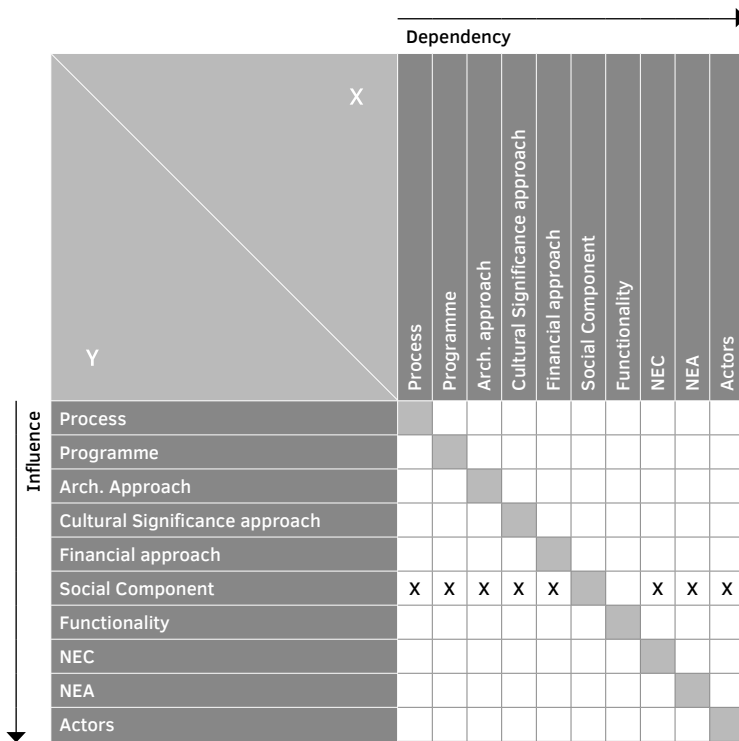 Dependency
X
Y
Process
Programme
Arch. approach
Cultural Significance approach
Financial approach
Social Component
Functionality
NEC
NEA
Actors
Influence
Process
Programme
Arch. Approach
Cultural Significance approach
Financial approach
Social Component X X X X X X X X
Functionality
NEC
NEA
Actors